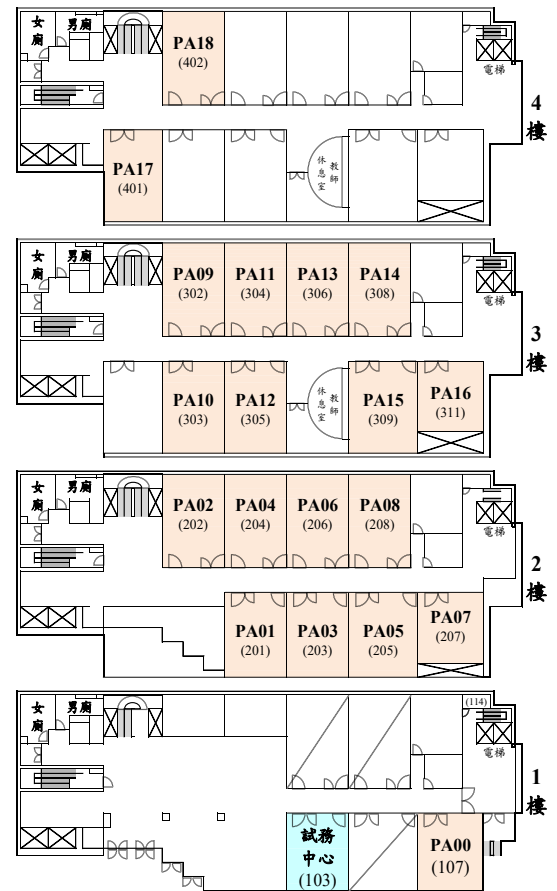 女廁
男廁
PA18
(402)
電梯
4樓
PA17
(401)
教師
休息室
女廁
男廁
PA09
(302)
PA11
(304)
PA13
(306)
PA14
(308)
電梯
3樓
PA10
(303)
PA12
(305)
教師
休息室
PA15
(309)
PA16
(311)
女廁
男廁
PA02
(202)
PA04
(204)
PA06
(206)
PA08
(208)
電梯
2樓
PA01
(201)
PA03
(203)
PA05
(205)
PA07
(207)
女廁
男廁
(114)
電梯
1樓
試務
中心
(103)
PA00
(107)